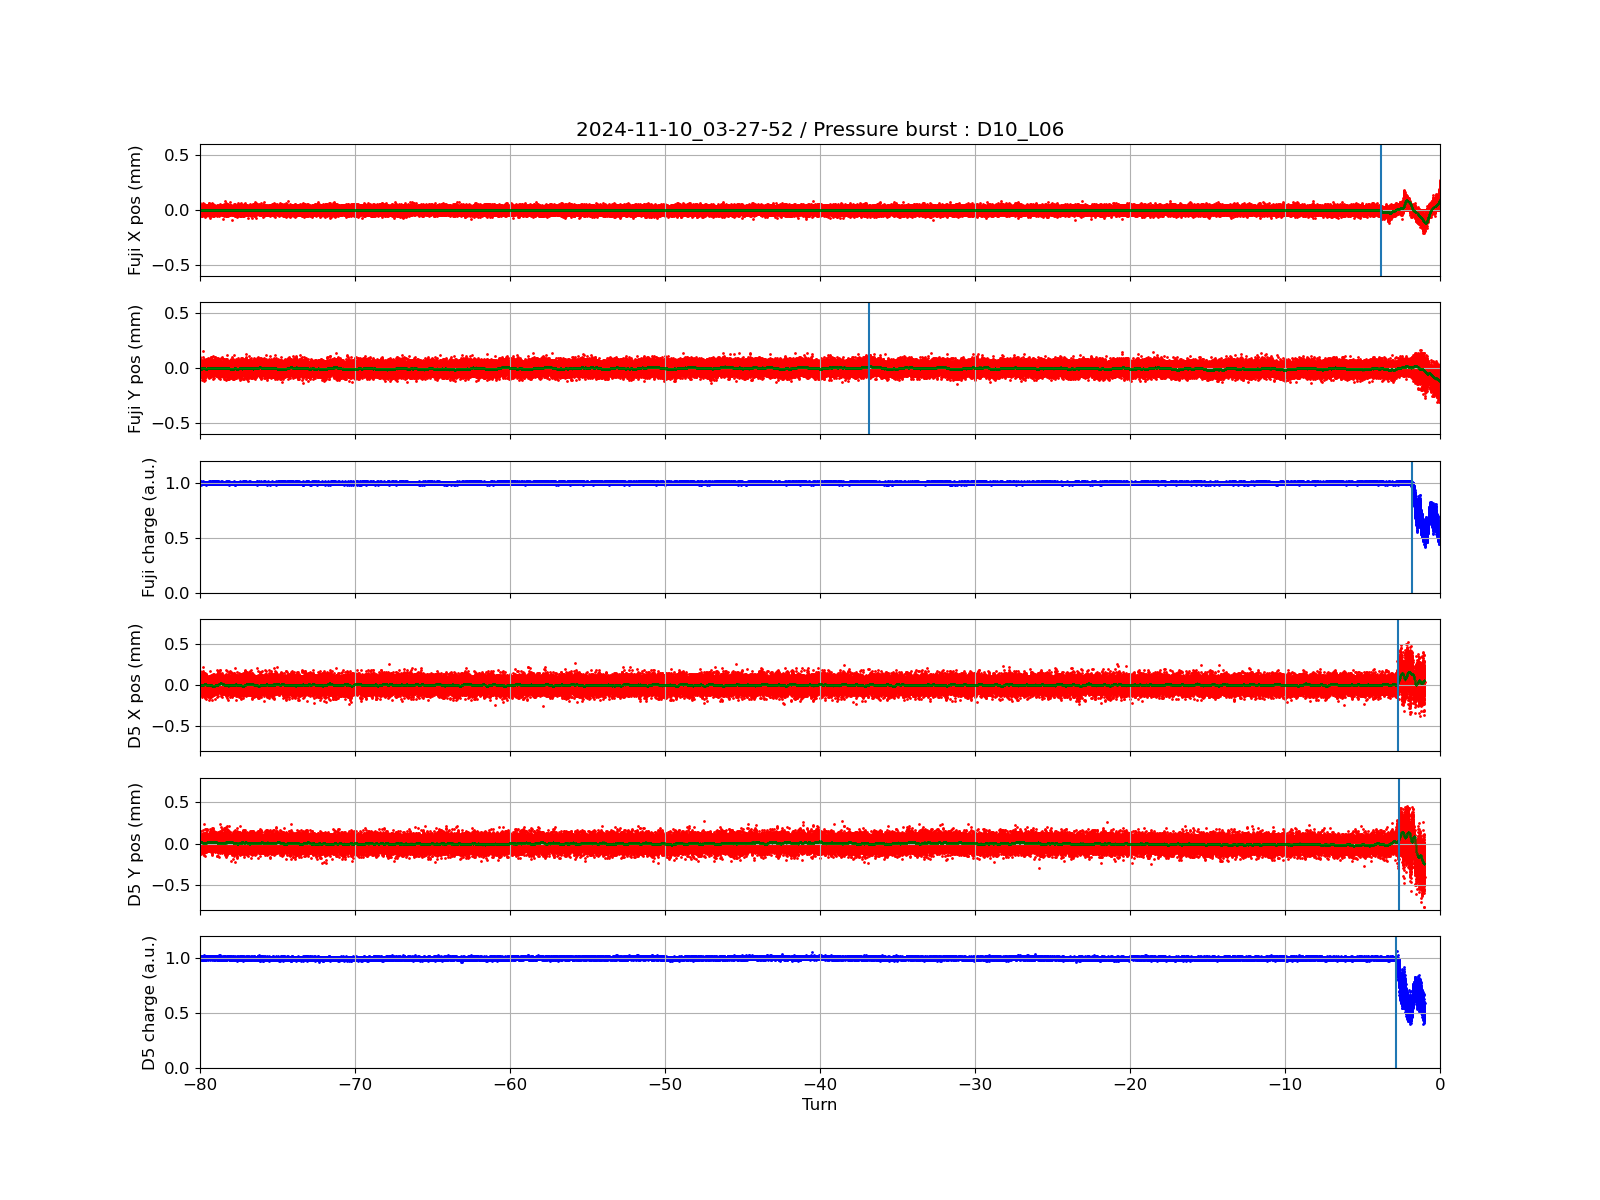 2024-11-10_03-27-52 / Pressure burst : D10_L06
Fuji X pos (mm)
0.5
0.0
−0.5
Fuji Y pos (mm)
0.5
0.0
−0.5
Fuji charge (a.u.)
1.0
0.5
0.0
D5 X pos (mm)
0.5
0.0
−0.5
D5 Y pos (mm)
0.5
0.0
−0.5
D5 charge (a.u.)
1.0
0.5
0.0
−80 −70 −60 −50 −40 −30 −20 −10 0
Turn